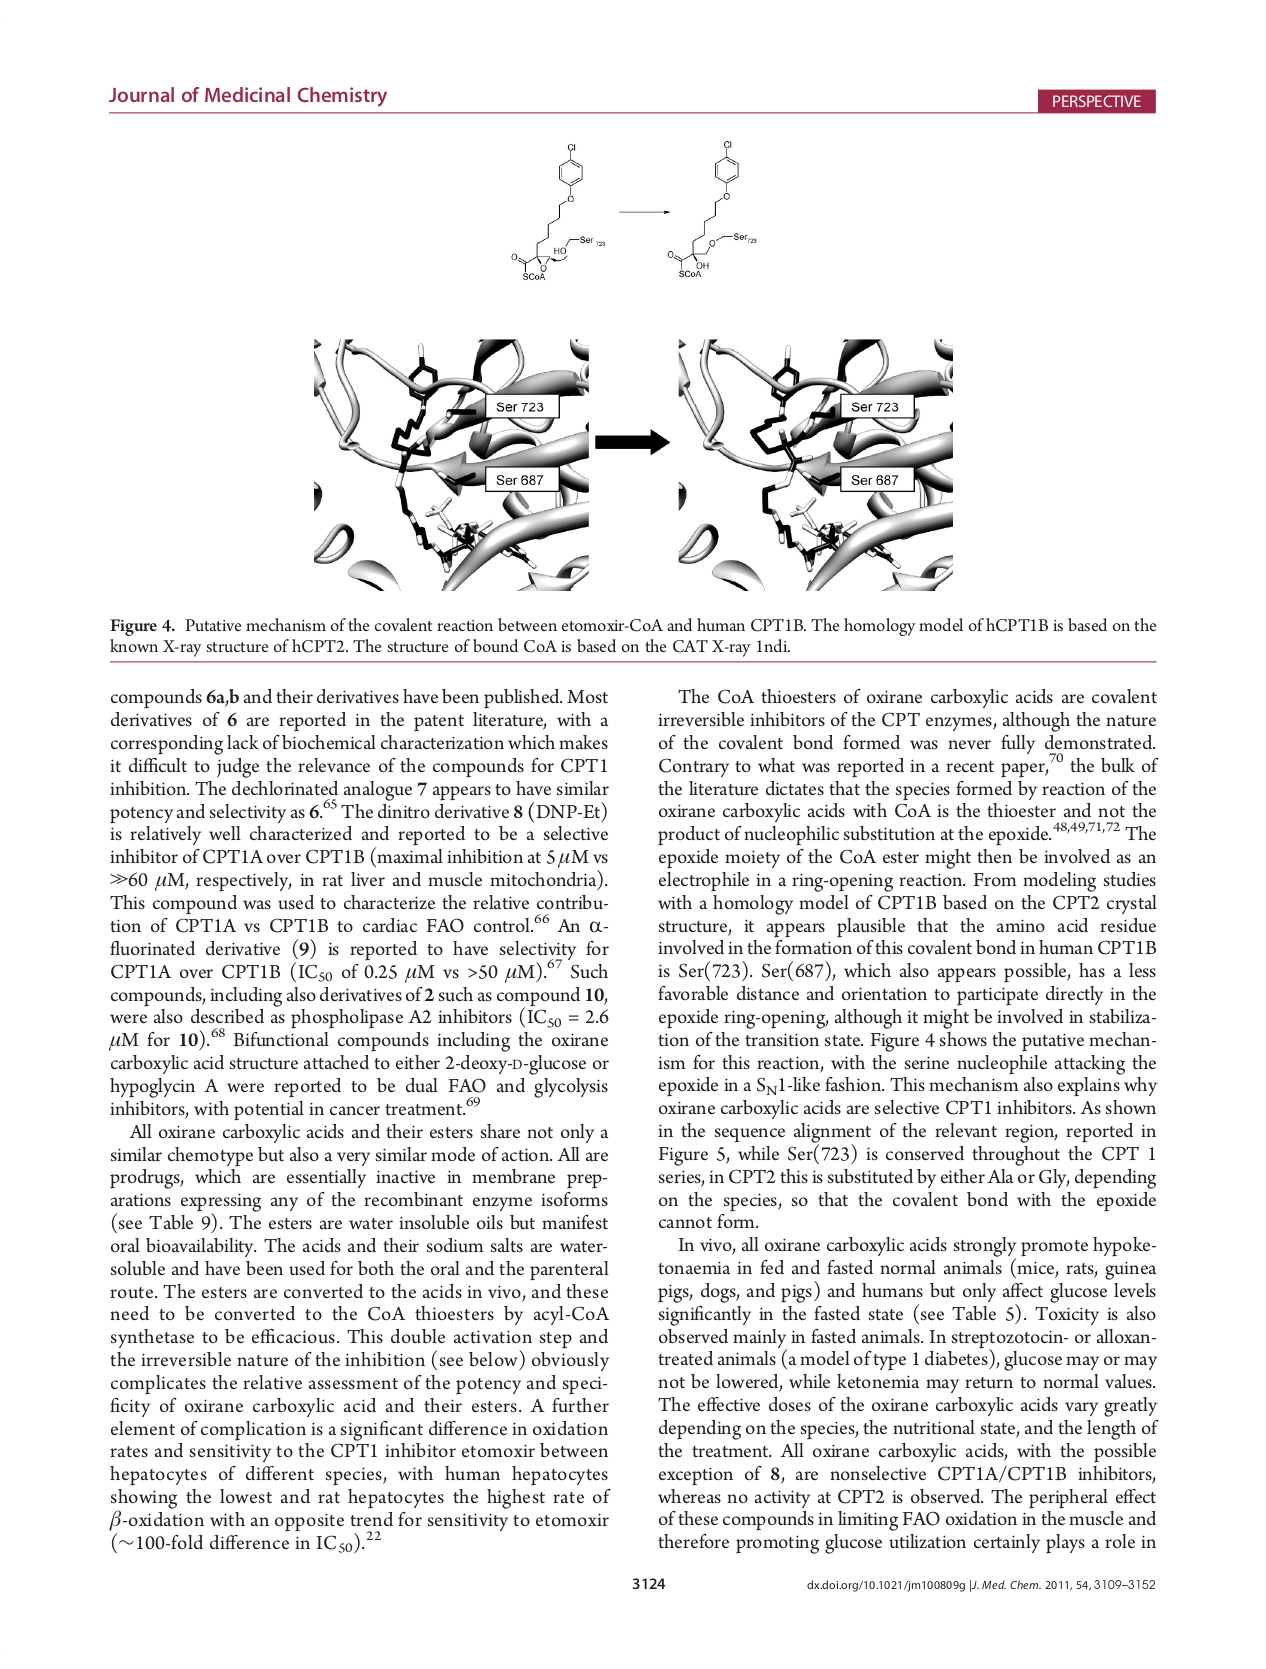 Journal of Medicinal Chemistry
PERSPECTIVE
Cl
O
HO
Ser 723
O
O
SCoA
Cl
O
O
Ser723
O
OH
SCoA
Ser 723
Ser 687
Ser 723
Ser 687
Figure 4. Putative mechanism of the covalent reaction between etomoxir-CoA and human CPT1B. The homology model of hCPT1B is based on the
known X-ray structure of hCPT2. The structure of bound CoA is based on the CAT X-ray 1ndi.
compounds 6a,b and their derivatives have been published. Most
derivatives of 6 are reported in the patent literature, with a
corresponding lack of biochemical characterization which makes
it difficult to judge the relevance of the compounds for CPT1
inhibition. The dechlorinated analogue 7 appears to have similar
potency and selectivity as 6.65 The dinitro derivative 8 (DNP-Et)
is relatively well characterized and reported to be a selective
inhibitor of CPT1A over CPT1B (maximal inhibition at 5 μM vs
≫60 μM, respectively, in rat liver and muscle mitochondria).
This compound was used to characterize the relative contribu-
tion of CPT1A vs CPT1B to cardiac FAO control.66 An α-
fluorinated derivative (9) is reported to have selectivity for
CPT1A over CPT1B (IC50 of 0.25 μM vs >50 μM).67 Such
compounds, including also derivatives of 2 such as compound 10,
were also described as phospholipase A2 inhibitors (IC50 = 2.6
μM for 10).68 Bifunctional compounds including the oxirane
carboxylic acid structure attached to either 2-deoxy-D-glucose or
hypoglycin A were reported to be dual FAO and glycolysis
inhibitors, with potential in cancer treatment.69
All oxirane carboxylic acids and their esters share not only a
similar chemotype but also a very similar mode of action. All are
prodrugs, which are essentially inactive in membrane prep-
arations expressing any of the recombinant enzyme isoforms
(see Table 9). The esters are water insoluble oils but manifest
oral bioavailability. The acids and their sodium salts are water-
soluble and have been used for both the oral and the parenteral
route. The esters are converted to the acids in vivo, and these
need to be converted to the CoA thioesters by acyl-CoA
synthetase to be efficacious. This double activation step and
the irreversible nature of the inhibition (see below) obviously
complicates the relative assessment of the potency and speci-
ficity of oxirane carboxylic acid and their esters. A further
element of complication is a significant difference in oxidation
rates and sensitivity to the CPT1 inhibitor etomoxir between
hepatocytes of different species, with human hepatocytes
showing the lowest and rat hepatocytes the highest rate of
β-oxidation with an opposite trend for sensitivity to etomoxir
(∼100-fold difference in IC50).22
The CoA thioesters of oxirane carboxylic acids are covalent
irreversible inhibitors of the CPT enzymes, although the nature
of the covalent bond formed was never fully demonstrated.
Contrary to what was reported in a recent paper,70 the bulk of
the literature dictates that the species formed by reaction of the
oxirane carboxylic acids with CoA is the thioester and not the
product of nucleophilic substitution at the epoxide.48,49,71,72 The
epoxide moiety of the CoA ester might then be involved as an
electrophile in a ring-opening reaction. From modeling studies
with a homology model of CPT1B based on the CPT2 crystal
structure, it appears plausible that the amino acid residue
involved in the formation of this covalent bond in human CPT1B
is Ser(723). Ser(687), which also appears possible, has a less
favorable distance and orientation to participate directly in the
epoxide ring-opening, although it might be involved in stabiliza-
tion of the transition state. Figure 4 shows the putative mechan-
ism for this reaction, with the serine nucleophile attacking the
epoxide in a SN1-like fashion. This mechanism also explains why
oxirane carboxylic acids are selective CPT1 inhibitors. As shown
in the sequence alignment of the relevant region, reported in
Figure 5, while Ser(723) is conserved throughout the CPT 1
series, in CPT2 this is substituted by either Ala or Gly, depending
on the species, so that the covalent bond with the epoxide
cannot form.
In vivo, all oxirane carboxylic acids strongly promote hypoke-
tonaemia in fed and fasted normal animals (mice, rats, guinea
pigs, dogs, and pigs) and humans but only affect glucose levels
significantly in the fasted state (see Table 5). Toxicity is also
observed mainly in fasted animals. In streptozotocin- or alloxan-
treated animals (a model of type 1 diabetes), glucose may or may
not be lowered, while ketonemia may return to normal values.
The effective doses of the oxirane carboxylic acids vary greatly
depending on the species, the nutritional state, and the length of
the treatment. All oxirane carboxylic acids, with the possible
exception of 8, are nonselective CPT1A/CPT1B inhibitors,
whereas no activity at CPT2 is observed. The peripheral effect
of these compounds in limiting FAO oxidation in the muscle and
therefore promoting glucose utilization certainly plays a role in
3124
dx.doi.org/10.1021/jm100809g |J. Med. Chem. 2011, 54, 3109–3152